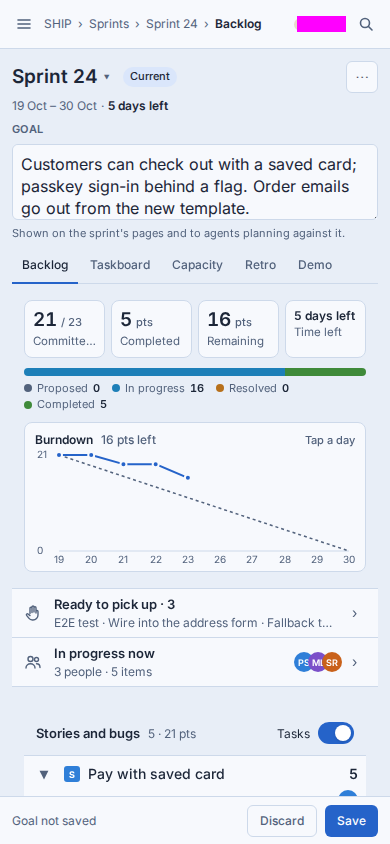 SHIP › Sprints › Sprint 24 › Backlog
Sprint 24 ▾ Current ...
19 Oct – 30 Oct · 5 days left
GOAL
Customers can check out with a saved card;
passkey sign-in behind a flag. Order emails
go out from the new template.
Shown on the sprint's pages and to agents planning against it.
Backlog Taskboard Capacity Retro Demo
21 / 23 5 pts 16 pts 5 days left
Committe... Completed Remaining Time left
Proposed 0 In progress 16 Resolved 0
Completed 5
Burndown 16 pts left Tap a day
21
0
19 20 21 22 23 26 27 28 29 30
Ready to pick up · 3
E2E test · Wire into the address form · Fallback t...
In progress now
3 people · 5 items
PS SR
Stories and bugs 5 · 21 pts Tasks
S Pay with saved card 5
Goal not saved Discard Save